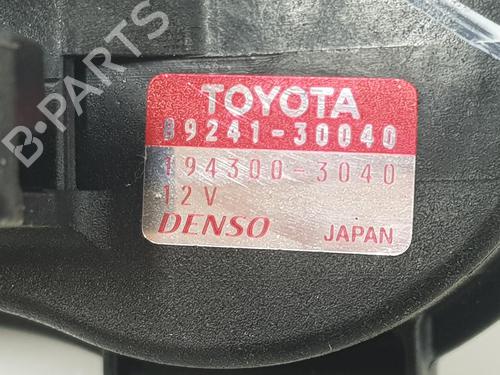 B-PARTS
TOYOTA
89241-30040
194300-3040
12V
DENSO JAPAN